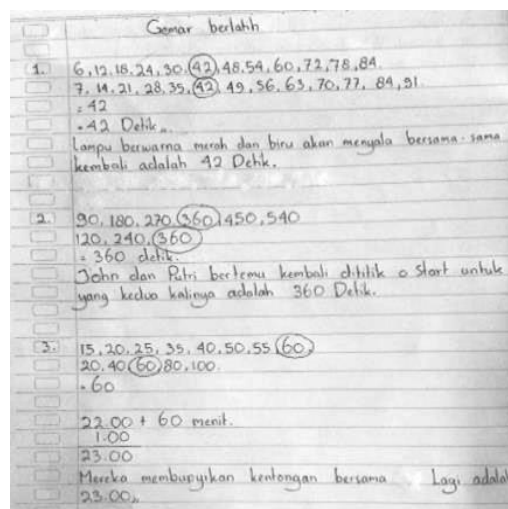 Gemar berlatih
1. 6, 12, 18, 24, 30, 42, 48, 54, 60, 72, 78, 84.
7, 14, 21, 28, 35, 42, 49, 56, 63, 70, 77, 84, 91.
= 42
= 42 Detik.
Lampu berwarna merah dan biru akan menyala bersama-sama
kembali adalah 42 Detik.
2. 90, 180, 270, 360, 450, 540
120, 240, 360
= 360 detik.
John dan Putri bertemu kembali dititik o start untuk
yang kedua kalinya adalah 360 Detik.
3. 15, 20, 25, 35, 40, 50, 55, 60
20, 40, 60, 80, 100.
= 60
22.00 + 60 menit.
1.00
23.00
Mereka membunyikan kentongan bersama Lagi adalah
23.00,,